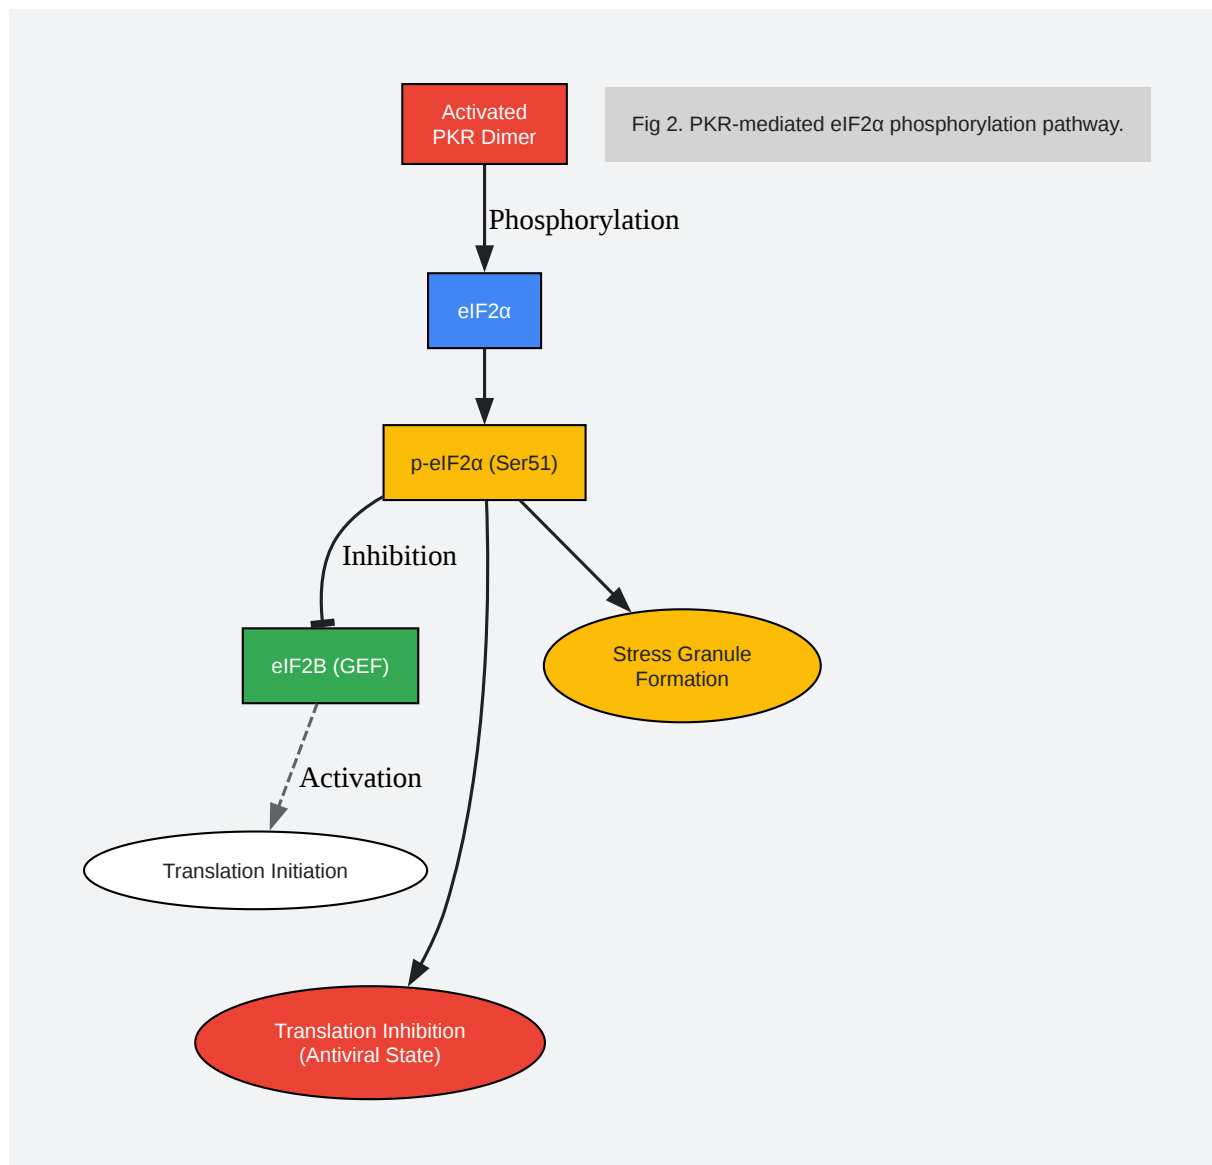 Activated
PKR Dimer
Fig 2. PKR-mediated eIF2α phosphorylation pathway.
Phosphorylation
eIF2α
p-eIF2α (Ser51)
Inhibition
eIF2B (GEF)
Stress Granule
Formation
Activation
Translation Initiation
Translation Inhibition
(Antiviral State)